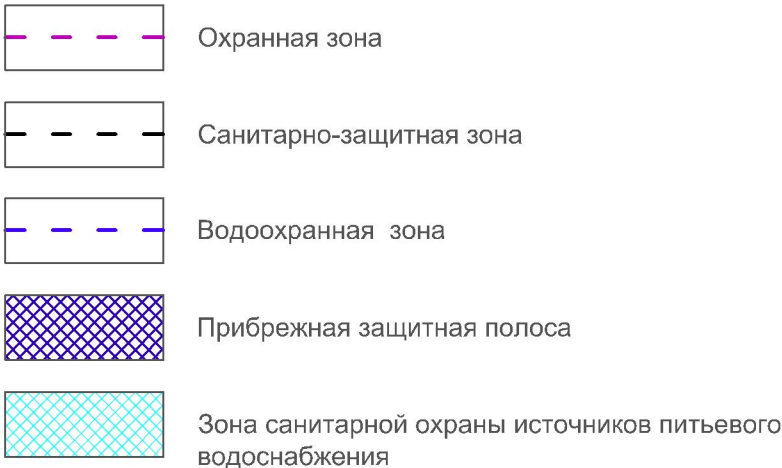 Охранная зона
Санитарно-защитная зона
Водоохранная зона
Прибрежная защитная полоса
Зона санитарной охраны источников питьевого
водоснабжения